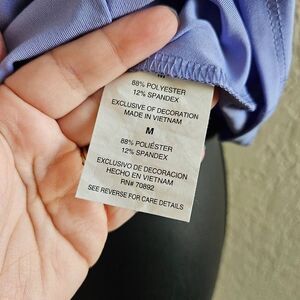 M
88% POLYESTER
12% SPANDEX
EXCLUSIVE OF DECORATION
MADE IN VIETNAM
M
88% POLIÉSTER
12% SPANDEX
EXCLUSIVO DE DECORACION
HECHO EN VIETNAM
RN# 70892
SEE REVERSE FOR CARE DETAILS